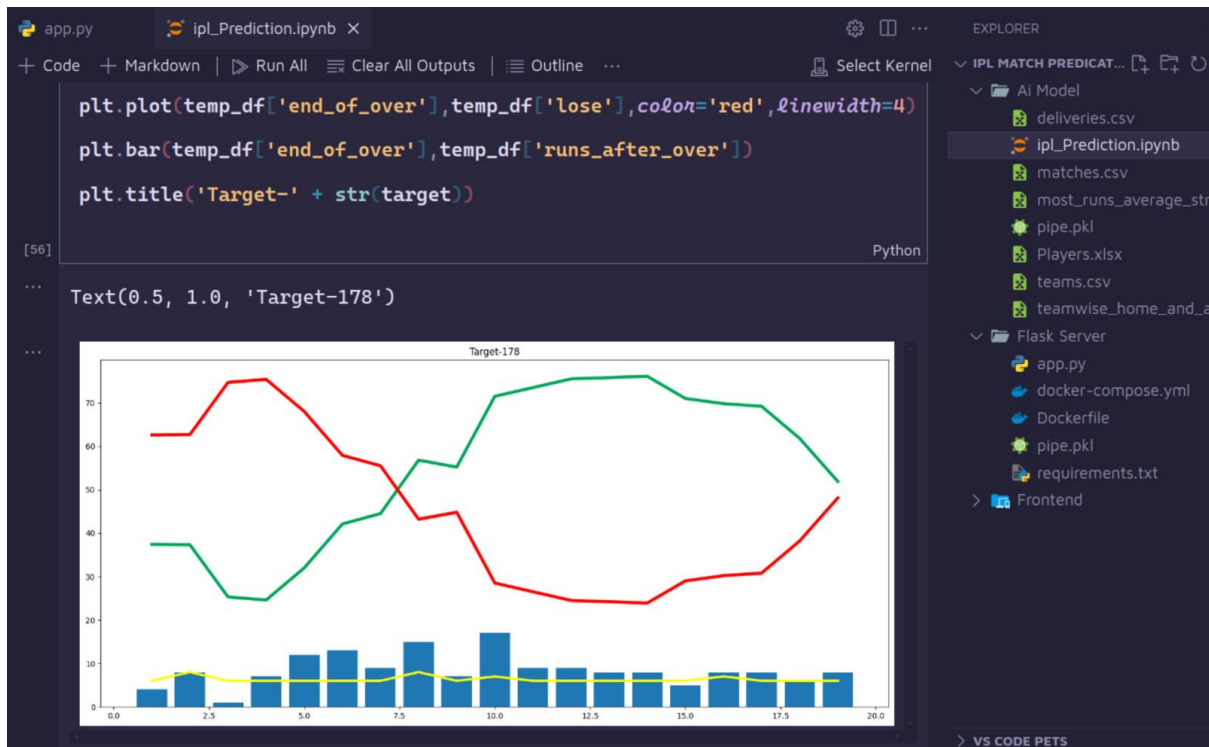 app.py
ipl_Prediction.ipynb
EXPLORER
Code
Markdown
Run All
Clear All Outputs
Outline
Select Kernel
plt.plot(temp_df['end_of_over'],temp_df['lose'],color='red',linewidth=4)
plt.bar(temp_df['end_of_over'],temp_df['runs_after_over'])
plt.title('Target-' + str(target))
[56]
Python
Text(0.5, 1.0, 'Target-178')
Target-178
70
60
50
40
30
20
10
0
0.0 2.5 5.0 7.5 10.0 12.5 15.0 17.5 20.0
IPL MATCH PREDICAT...
Ai Model
deliveries.csv
ipl_Prediction.ipynb
matches.csv
most_runs_average_str
pipe.pkl
Players.xlsx
teams.csv
teamwise_home_and_a
Flask Server
app.py
docker-compose.yml
Dockerfile
pipe.pkl
requirements.txt
Frontend
VS CODE PETS